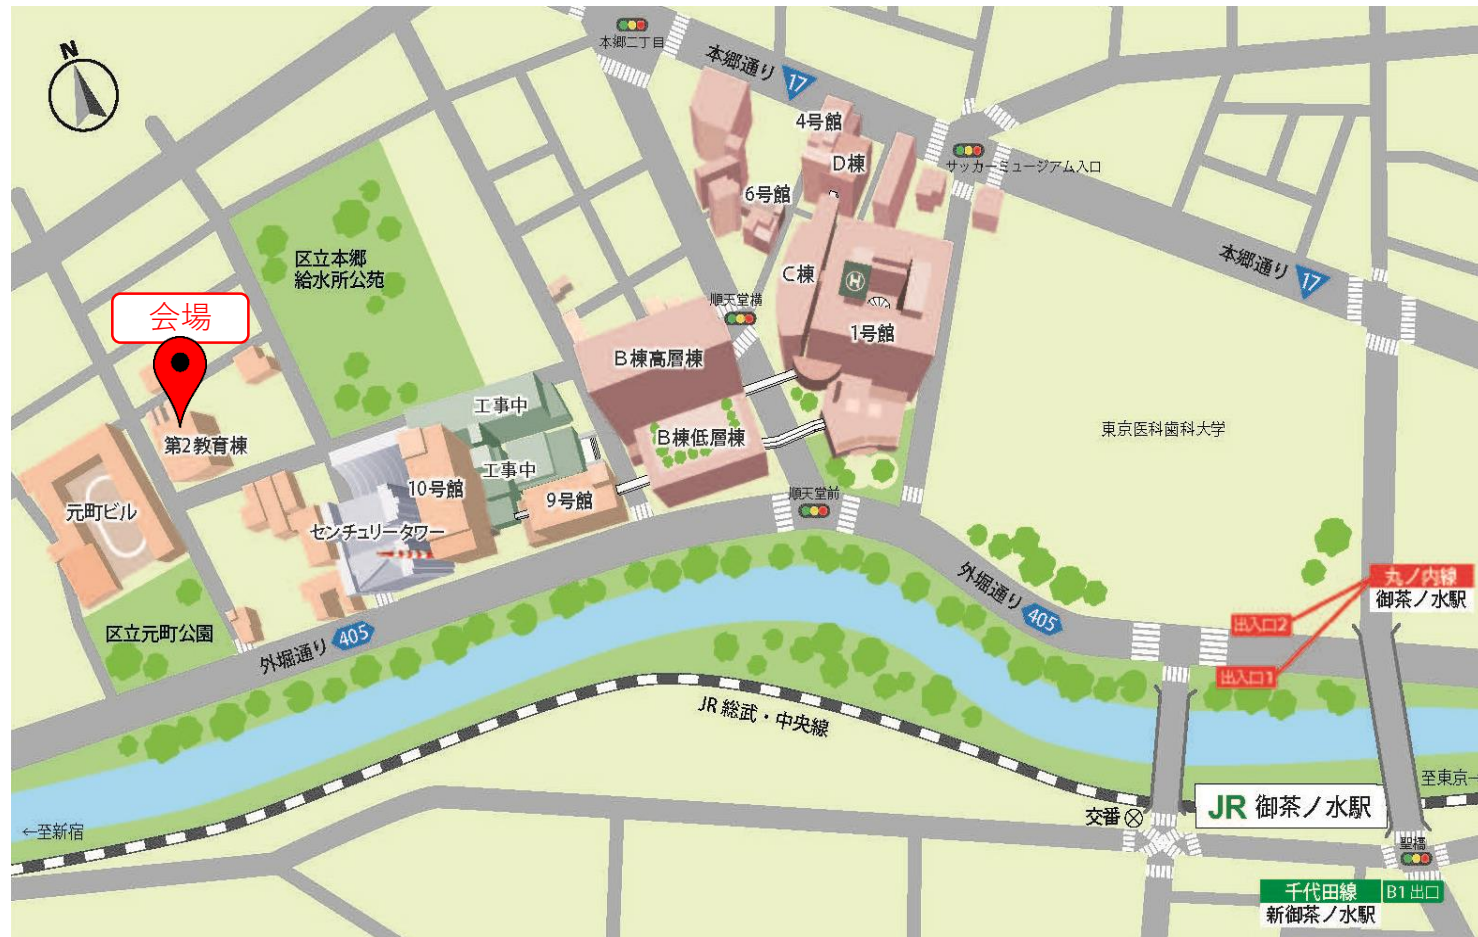 N
本郷二丁目
本郷通り
17
4号館
D棟
サッカーミュージアム入口
6号館
区立本郷
給水所公苑
C棟
本郷通り
17
会場
順天堂横
H
1号館
B棟高層棟
工事中
第2教育棟
B棟低層棟
東京医科歯科大学
工事中
10号館
9号館
順天堂前
元町ビル
センチュリータワー
外堀通り
405
丸ノ内線
御茶ノ水駅
出入口2
区立元町公園
外堀通り
405
出入口1
JR 総武・中央線
至東京→
JR 御茶ノ水駅
交番
←至新宿
聖橋
千代田線
B1出口
新御茶ノ水駅